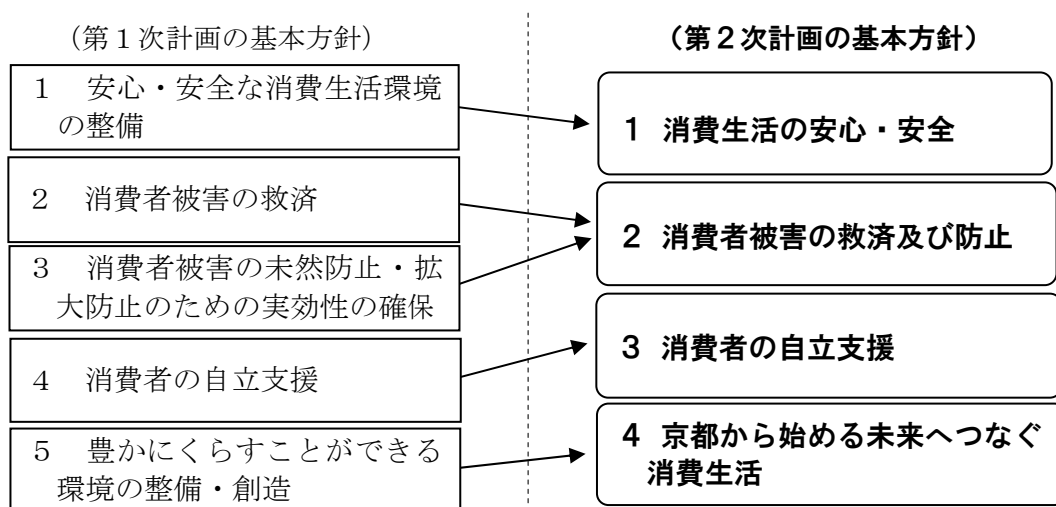 （第１次計画の基本方針）
１　安心・安全な消費生活環境
の整備
２　消費者被害の救済
３　消費者被害の未然防止・拡
大防止のための実効性の確保
４　消費者の自立支援
５　豊かにくらすことができる
環境の整備・創造
（第２次計画の基本方針）
１ 消費生活の安心・安全
２ 消費者被害の救済及び防止
３ 消費者の自立支援
４ 京都から始める未来へつなぐ
消費生活